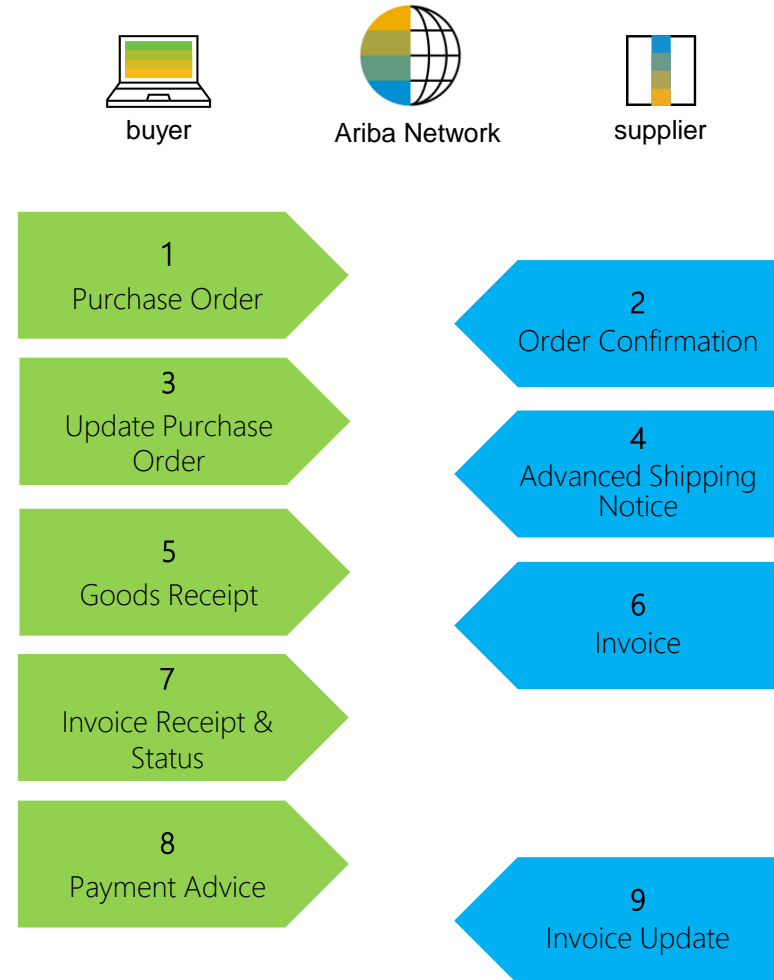 buyer
Ariba Network
supplier
1
Purchase Order
2
Order Confirmation
3
Update Purchase
Order
4
Advanced Shipping
Notice
5
Goods Receipt
6
Invoice
7
Invoice Receipt &
Status
8
Payment Advice
9
Invoice Update